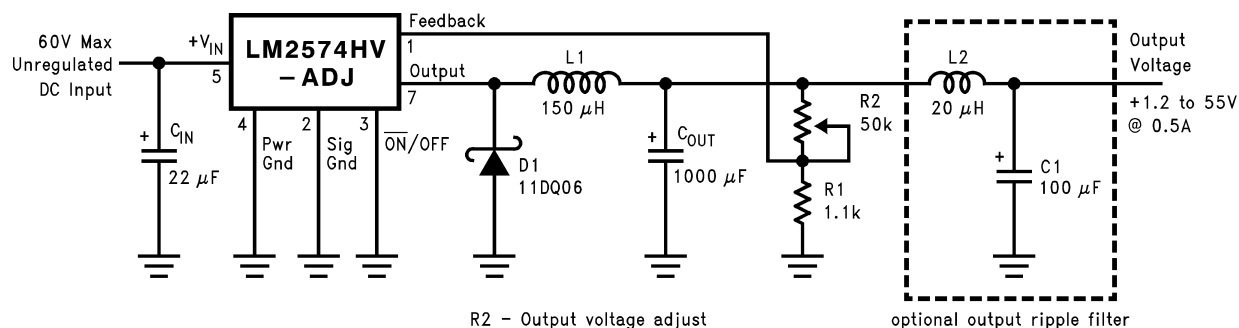 60V Max
Unregulated
DC Input
+VIN
5
LM2574HV
-ADJ
Feedback
1
Output
7
4
Pwr
Gnd
2
Sig
Gnd
3
ON/OFF
+
CIN
22 μF
D1
11DQ06
L1
150 μH
+
COUT
1000 μF
R2
50k
R1
1.1k
L2
20 μH
+
C1
100 μF
Output
Voltage
+1.2 to 55V
@ 0.5A
R2 - Output voltage adjust
optional output ripple filter